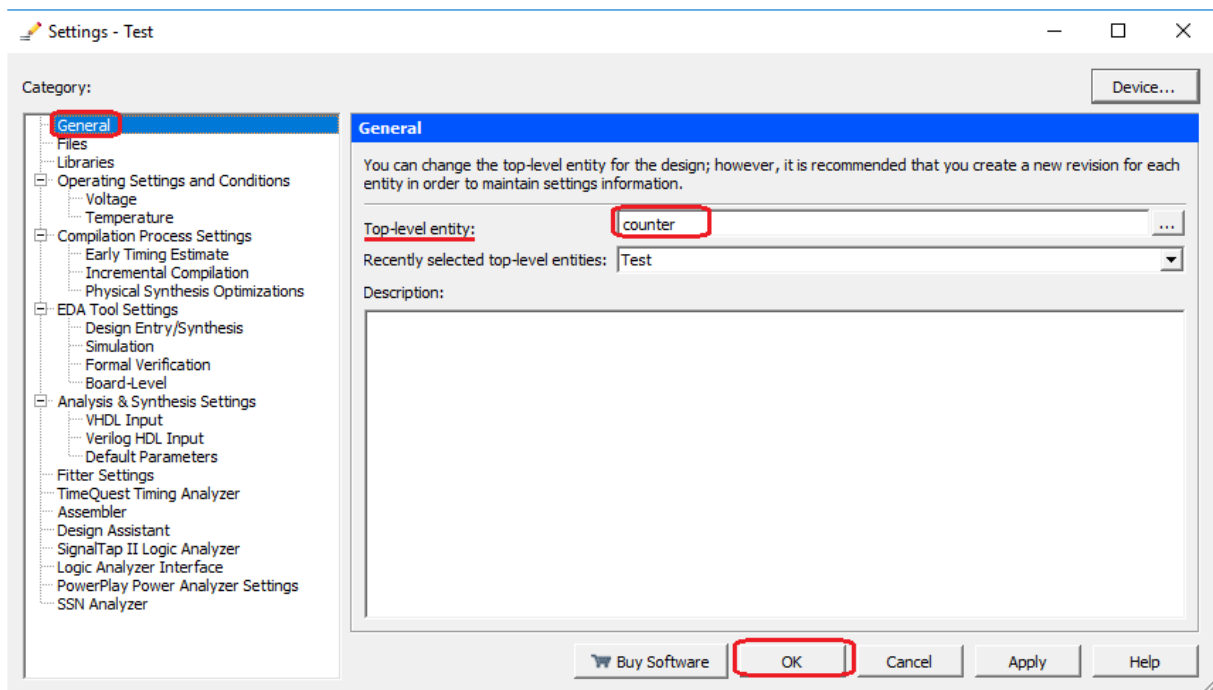 Settings - Test
Category:
Device...
General
Files
Libraries
Operating Settings and Conditions
Voltage
Temperature
Compilation Process Settings
Early Timing Estimate
Incremental Compilation
Physical Synthesis Optimizations
EDA Tool Settings
Design Entry/Synthesis
Simulation
Formal Verification
Board-Level
Analysis & Synthesis Settings
VHDL Input
Verilog HDL Input
Default Parameters
Fitter Settings
TimeQuest Timing Analyzer
Assembler
Design Assistant
SignalTap II Logic Analyzer
Logic Analyzer Interface
PowerPlay Power Analyzer Settings
SSN Analyzer
General
You can change the top-level entity for the design; however, it is recommended that you create a new revision for each
entity in order to maintain settings information.
Top-level entity: counter ...
Recently selected top-level entities: Test
Description:
Buy Software OK Cancel Apply Help